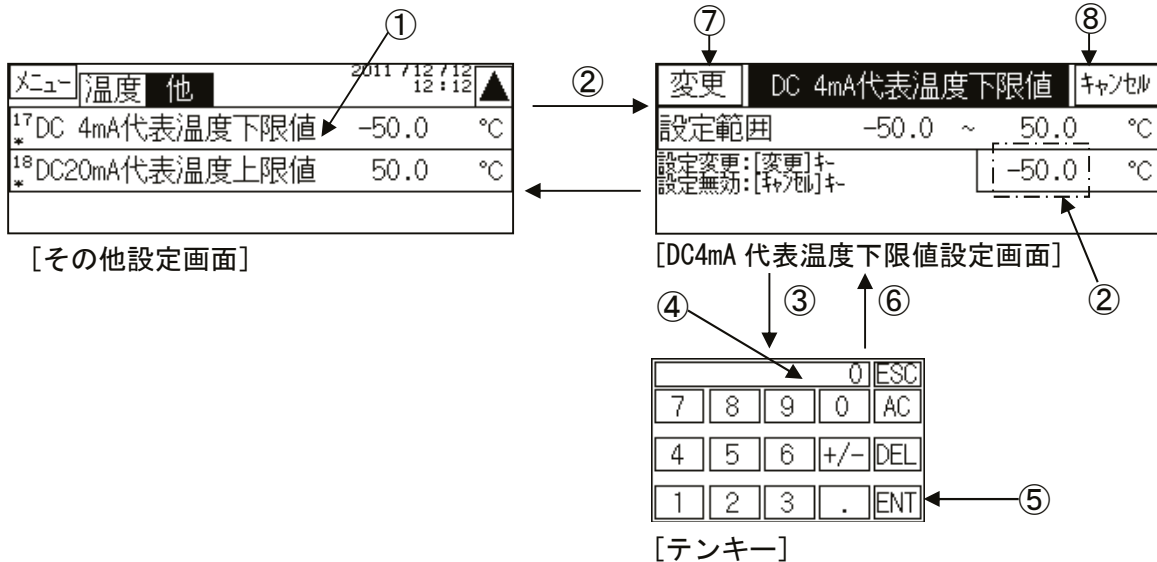 ①
メニュー 温度 他 2011 / 12 / 12
12 : 12 ▲
17 * DC 4mA代表温度下限値 -50.0 ℃
18 * DC20mA代表温度上限値 50.0 ℃
[その他設定画面]
②
⑦
⑧
変更 DC 4mA代表温度下限値 キャンセル
設定範囲 -50.0 ~ 50.0 ℃
設定変更:[変更]キー
設定無効:[キャンセル]キー
-50.0 ℃
[DC4mA 代表温度下限値設定画面]
②
③
⑥
④
0 ESC
7 8 9 0 AC
4 5 6 +/- DEL
1 2 3 . ENT
⑤
[テンキー]